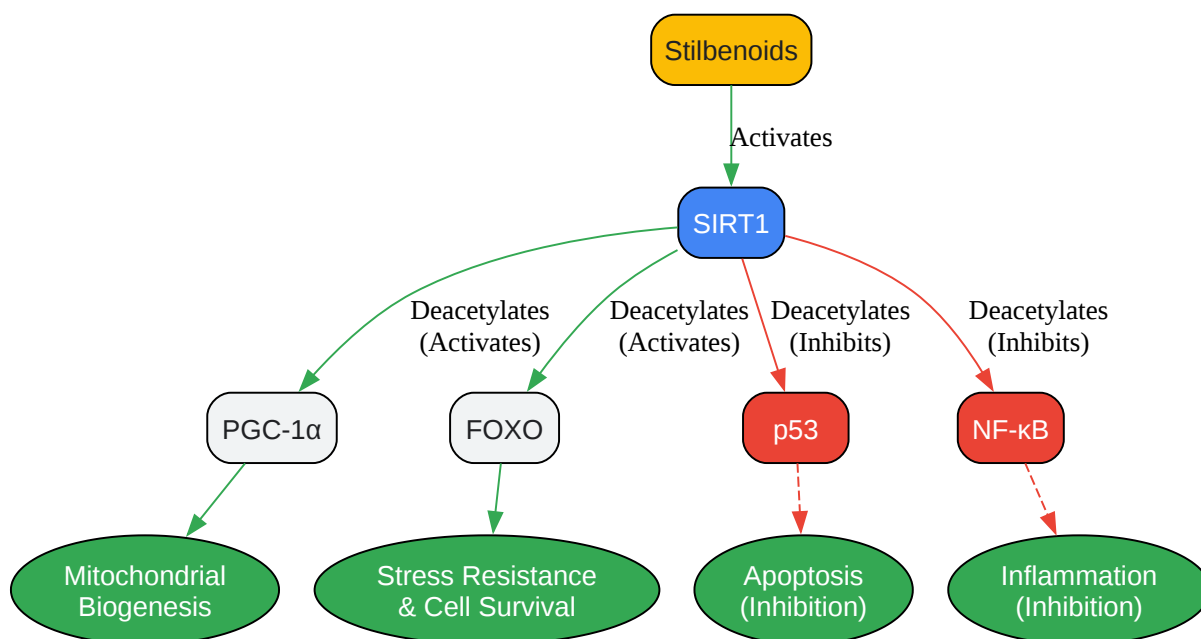 Stilbenoids
Activates
SIRT1
Deacetylates
(Activates)
Deacetylates
(Activates)
Deacetylates
(Inhibits)
Deacetylates
(Inhibits)
PGC-1α
FOXO
p53
NF-κB
Mitochondrial
Biogenesis
Stress Resistance
& Cell Survival
Apoptosis
(Inhibition)
Inflammation
(Inhibition)